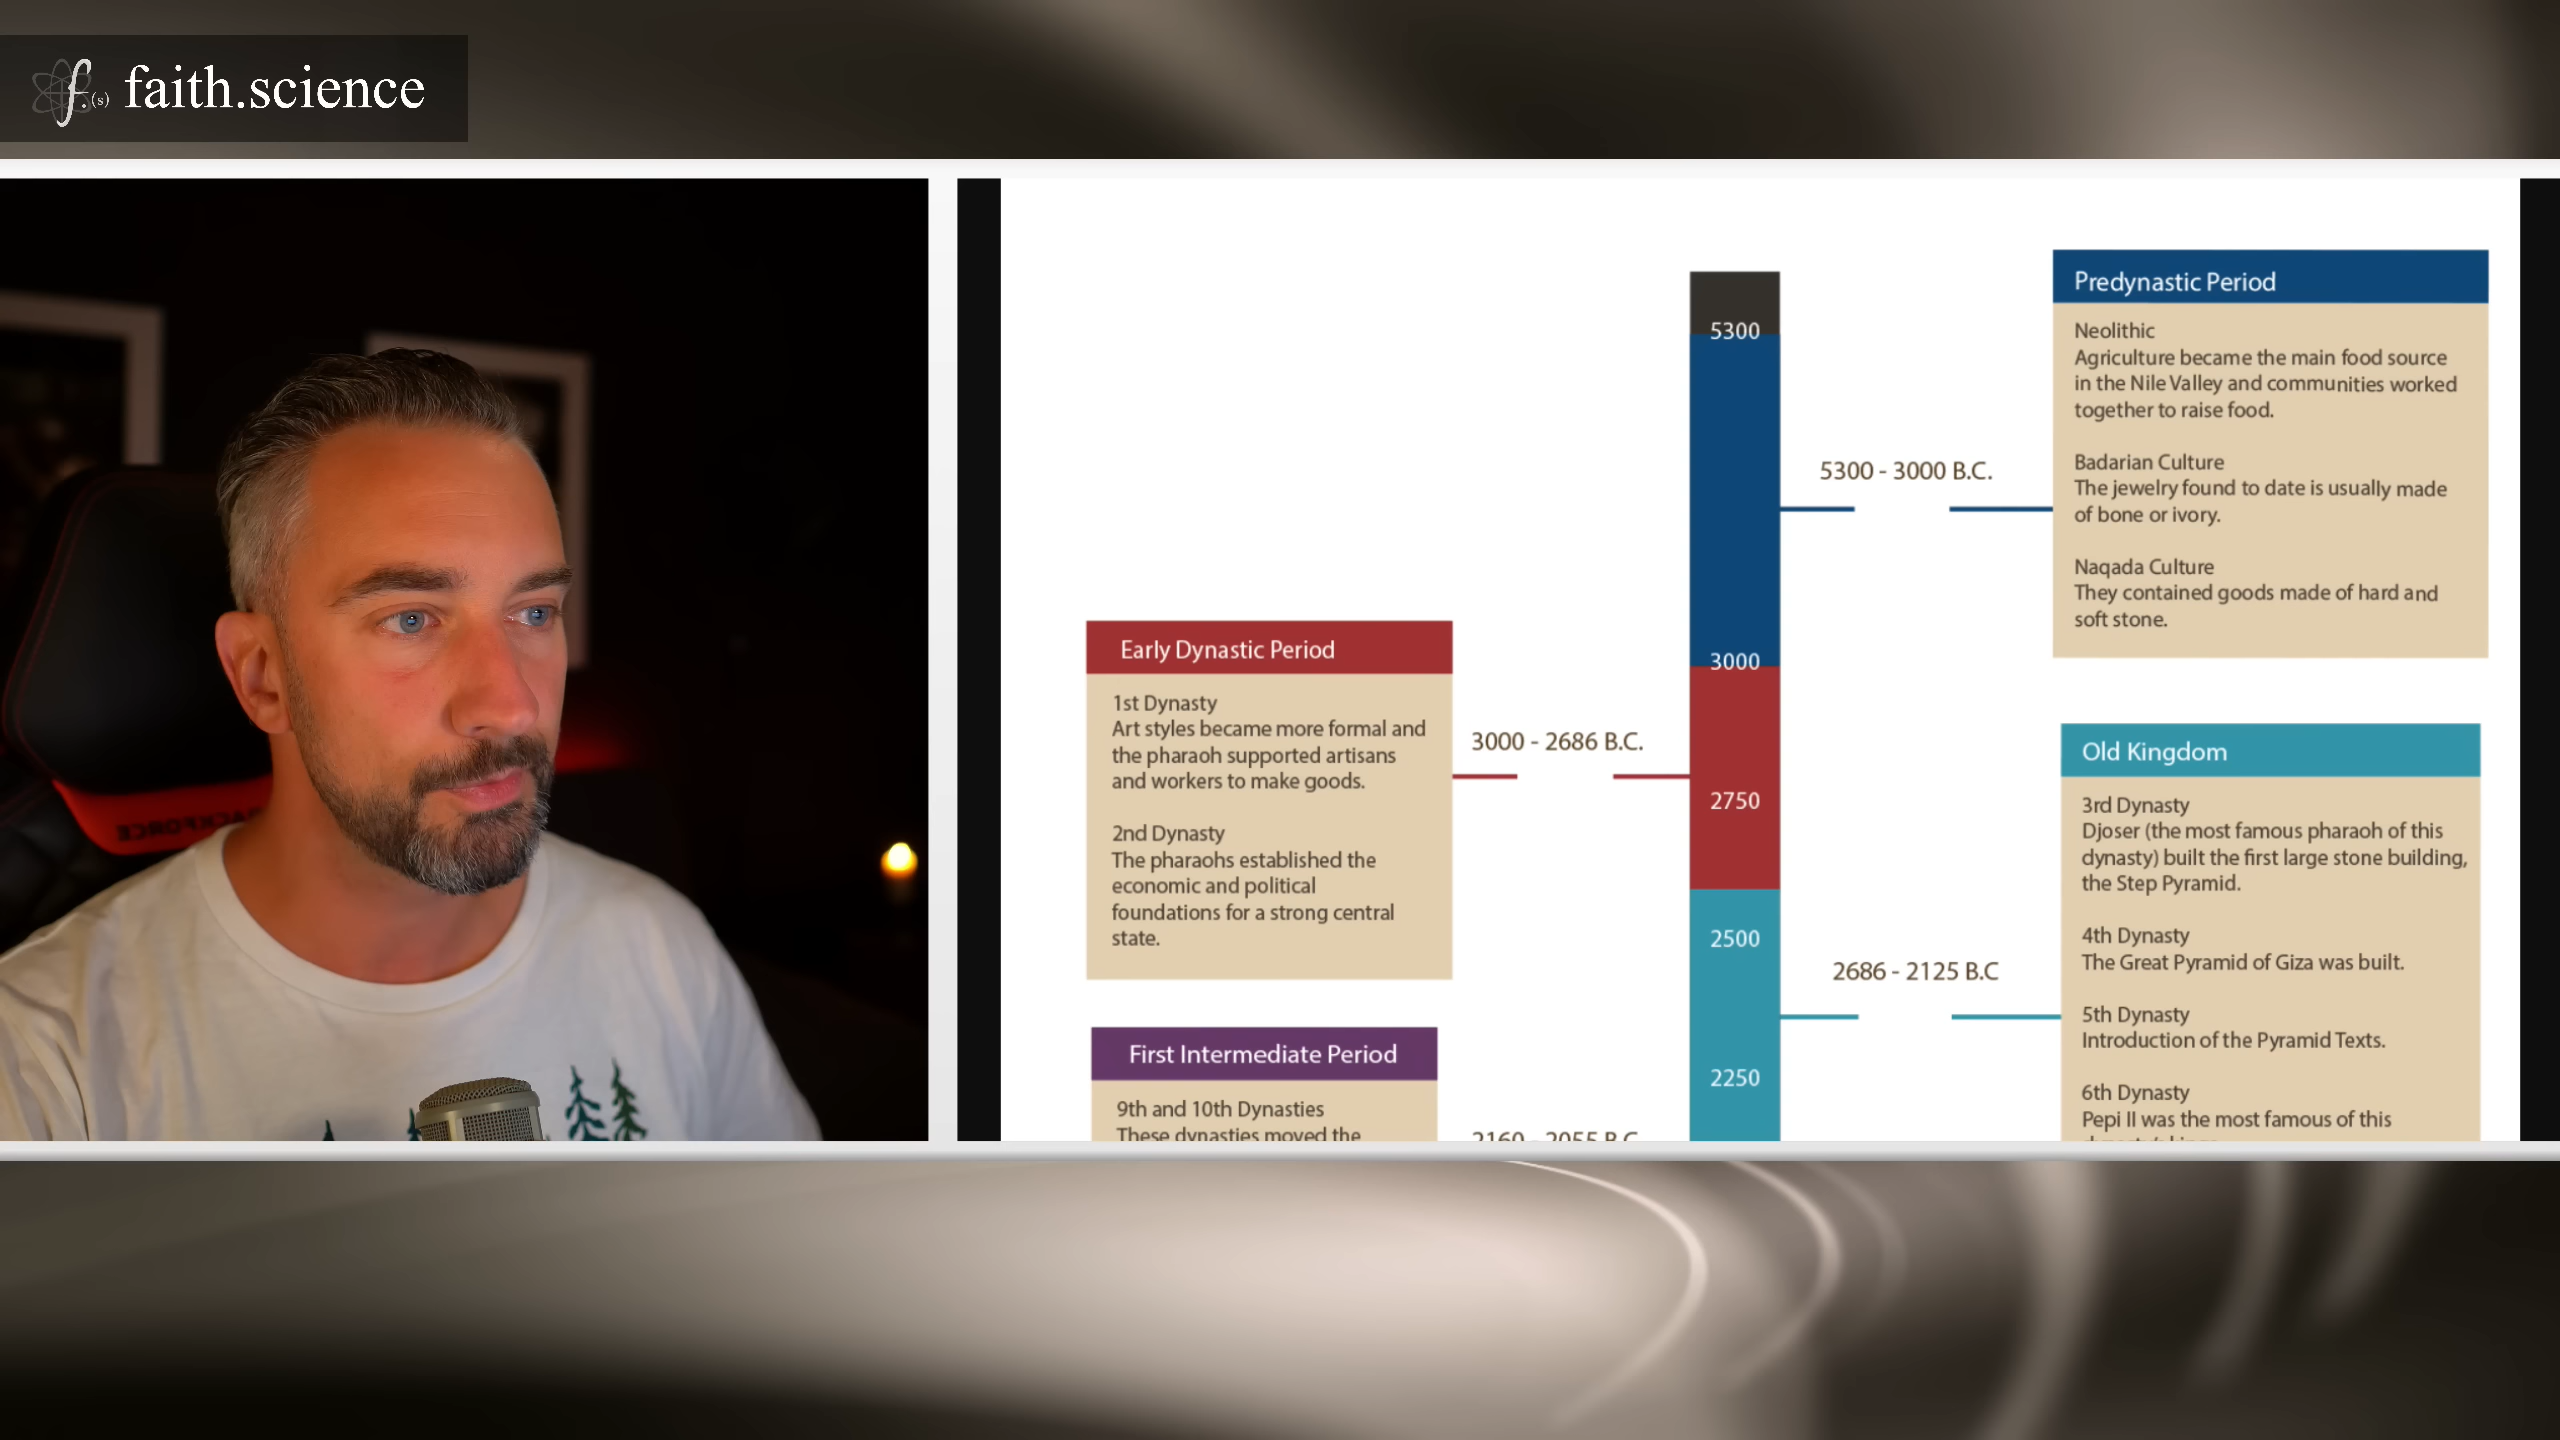 f.(s) faith.science
5300
3000
2750
2500
2250
Predynastic Period
Neolithic
Agriculture became the main food source
in the Nile Valley and communities worked
together to raise food.
Badarian Culture
The jewelry found to date is usually made
of bone or ivory.
Naqada Culture
They contained goods made of hard and
soft stone.
5300 - 3000 B.C.
Early Dynastic Period
1st Dynasty
Art styles became more formal and
the pharaoh supported artisans
and workers to make goods.
2nd Dynasty
The pharaohs established the
economic and political
foundations for a strong central
state.
3000 - 2686 B.C.
Old Kingdom
3rd Dynasty
Djoser (the most famous pharaoh of this
dynasty) built the first large stone building,
the Step Pyramid.
4th Dynasty
The Great Pyramid of Giza was built.
5th Dynasty
Introduction of the Pyramid Texts.
6th Dynasty
Pepi II was the most famous of this
2686 - 2125 B.C
First Intermediate Period
9th and 10th Dynasties
These dynasties moved the
2160 - 2055 B.C.